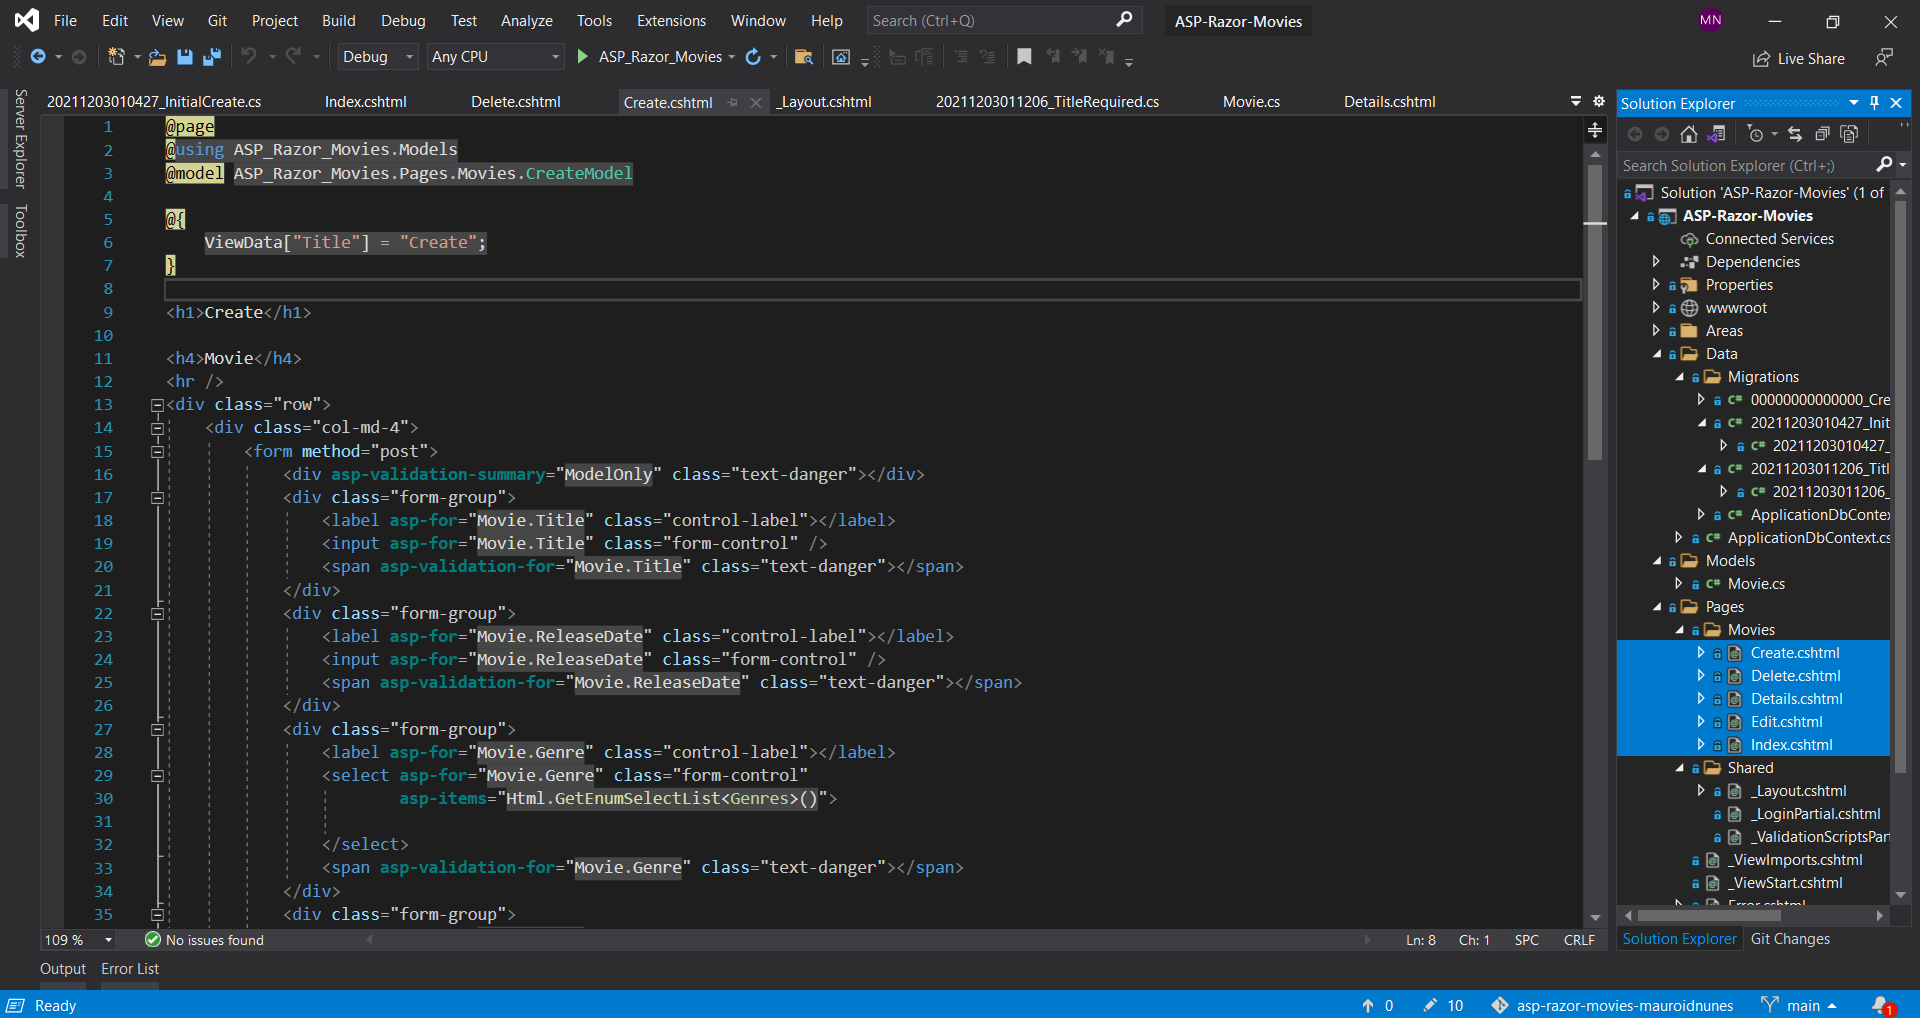 File Edit View Git Project Build Debug Test Analyze Tools Extensions Window Help Search (Ctrl+Q) ASP-Razor-Movies MN
Debug Any CPU ASP_Razor_Movies Live Share
Server Explorer
Toolbox
20211203010427_InitialCreate.cs Index.cshtml Delete.cshtml Create.cshtml _Layout.cshtml 20211203011206_TitleRequired.cs Movie.cs Details.cshtml
1 @page
2 @using ASP_Razor_Movies.Models
3 @model ASP_Razor_Movies.Pages.Movies.CreateModel
4
5 @{
6 ViewData["Title"] = "Create";
7 }
8
9 <h1>Create</h1>
10
11 <h4>Movie</h4>
12 <hr />
13 <div class="row">
14 <div class="col-md-4">
15 <form method="post">
16 <div asp-validation-summary="ModelOnly" class="text-danger"></div>
17 <div class="form-group">
18 <label asp-for="Movie.Title" class="control-label"></label>
19 <input asp-for="Movie.Title" class="form-control" />
20 <span asp-validation-for="Movie.Title" class="text-danger"></span>
21 </div>
22 <div class="form-group">
23 <label asp-for="Movie.ReleaseDate" class="control-label"></label>
24 <input asp-for="Movie.ReleaseDate" class="form-control" />
25 <span asp-validation-for="Movie.ReleaseDate" class="text-danger"></span>
26 </div>
27 <div class="form-group">
28 <label asp-for="Movie.Genre" class="control-label"></label>
29 <select asp-for="Movie.Genre" class="form-control"
30 asp-items="Html.GetEnumSelectList<Genres>()">
31
32 </select>
33 <span asp-validation-for="Movie.Genre" class="text-danger"></span>
34 </div>
35 <div class="form-group">
109 % No issues found Ln: 8 Ch: 1 SPC CRLF
Solution Explorer
Search Solution Explorer (Ctrl+;)
Solution 'ASP-Razor-Movies' (1 of
ASP-Razor-Movies
Connected Services
Dependencies
Properties
wwwroot
Areas
Data
Migrations
C# 00000000000000_Cre
C# 20211203010427_Init
C# 20211203010427_
C# 20211203011206_Titl
C# 20211203011206_
C# ApplicationDbContex
C# ApplicationDbContext.cs
Models
C# Movie.cs
Pages
Movies
Create.cshtml
Delete.cshtml
Details.cshtml
Edit.cshtml
Index.cshtml
Shared
_Layout.cshtml
_LoginPartial.cshtml
_ValidationScriptsPart
_ViewImports.cshtml
_ViewStart.cshtml
Error.cshtml
Solution Explorer Git Changes
Output Error List
Ready 0 10 asp-razor-movies-mauroidnunes main 1